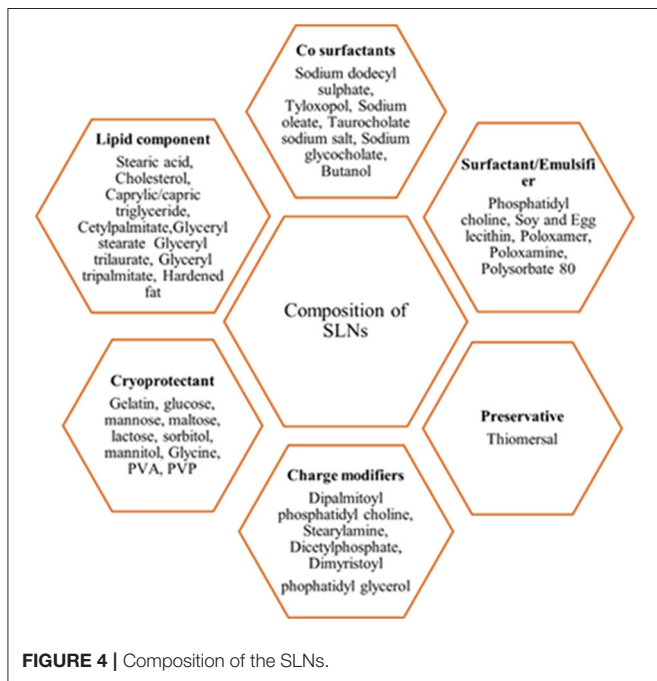 Co surfactants
Sodium dodecyl
sulphate,
Tyloxopol, Sodium
oleate, Taurocholate
sodium salt, Sodium
glycocholate,
Butanol
Lipid component
Stearic acid,
Cholesterol,
Caprylic/capric
triglyceride,
Cetylpalmitate,Glyceryl
stearate Glyceryl
trilaurate, Glyceryl
tripalmitate, Hardened
fat
Surfactant/Emulsifi
er
Phosphatidyl
choline, Soy and Egg
lecithin, Poloxamer,
Poloxamine,
Polysorbate 80
Composition of
SLNs
Cryoprotectant
Gelatin, glucose,
mannose, maltose,
lactose, sorbitol,
mannitol, Glycine,
PVA, PVP
Preservative
Thiomersal
Charge modifiers
Dipalmitoyl
phosphatidyl choline,
Stearylamine,
Dicetylphosphate,
Dimyristoyl
phophatidyl glycerol
FIGURE 4 | Composition of the SLNs.